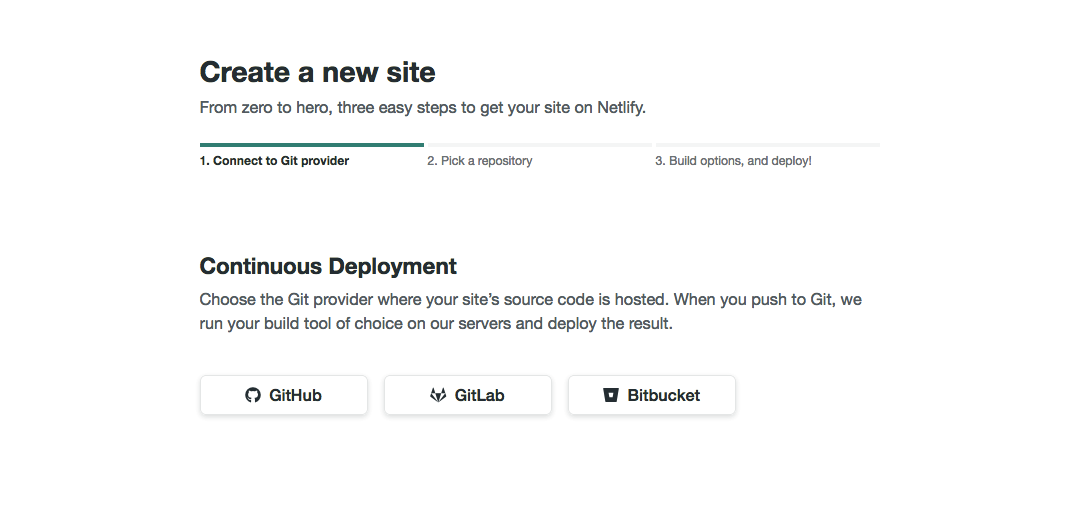 Create a new site
From zero to hero, three easy steps to get your site on Netlify.
1. Connect to Git provider
2. Pick a repository
3. Build options, and deploy!
Continuous Deployment
Choose the Git provider where your site’s source code is hosted. When you push to Git, we
run your build tool of choice on our servers and deploy the result.
GitHub
GitLab
Bitbucket